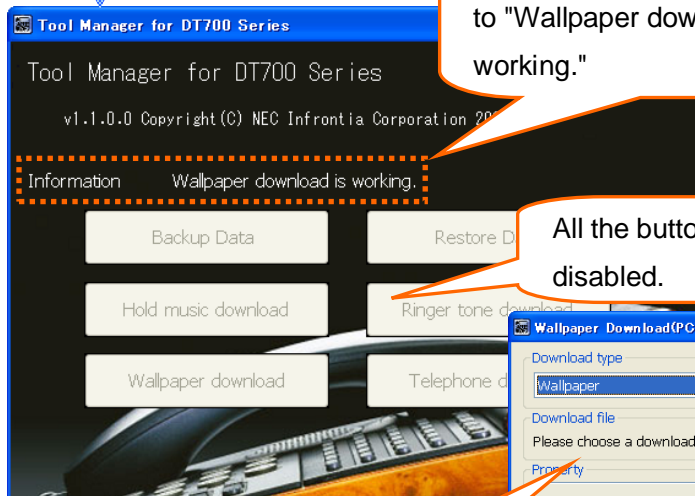 to "Wallpaper dow
working."
Tool Manager for DT700 Series
Tool Manager for DT700 Series
v1.1.0.0 Copyright(C) NEC Infrontia Corporation
Information Wallpaper download is working.
All the butto
disabled.
Backup Data
Restore D
Hold music download
Ringer tone download
Wallpaper download
Telephone d
Wallpaper Download(PC
Download type
Wallpaper
Download file
Please choose a download
Property